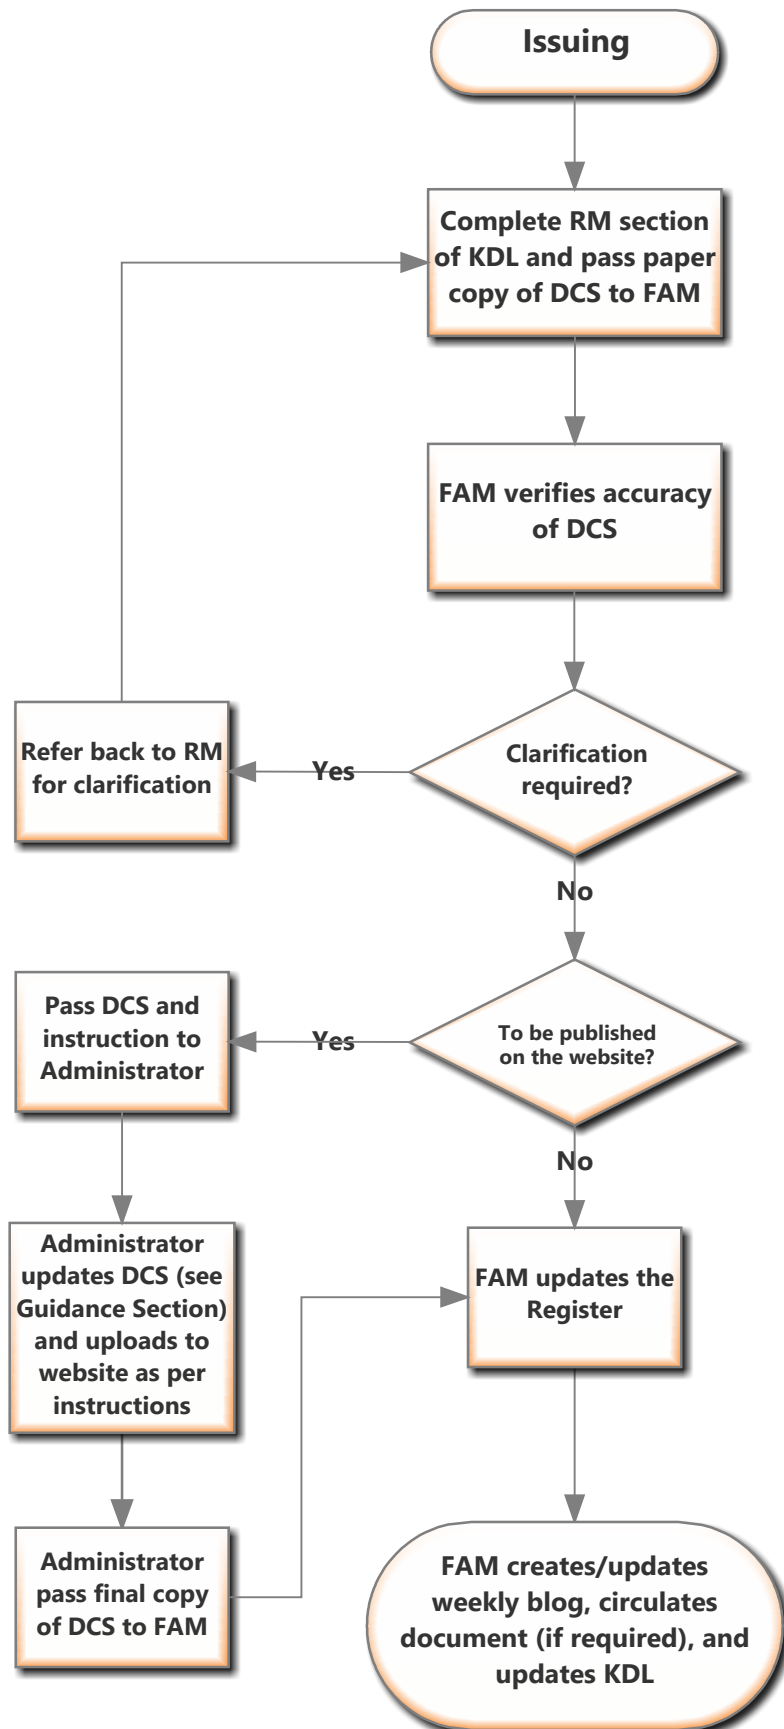 Issuing
Complete RM section
of KDL and pass paper
copy of DCS to FAM
FAM verifies accuracy
of DCS
Clarification
required?
Yes
Refer back to RM
for clarification
No
To be published
on the website?
Yes
Pass DCS and
instruction to
Administrator
No
Administrator
updates DCS (see
Guidance Section)
and uploads to
website as per
instructions
FAM updates the
Register
Administrator
pass final copy
of DCS to FAM
FAM creates/updates
weekly blog, circulates
document (if required), and
updates KDL